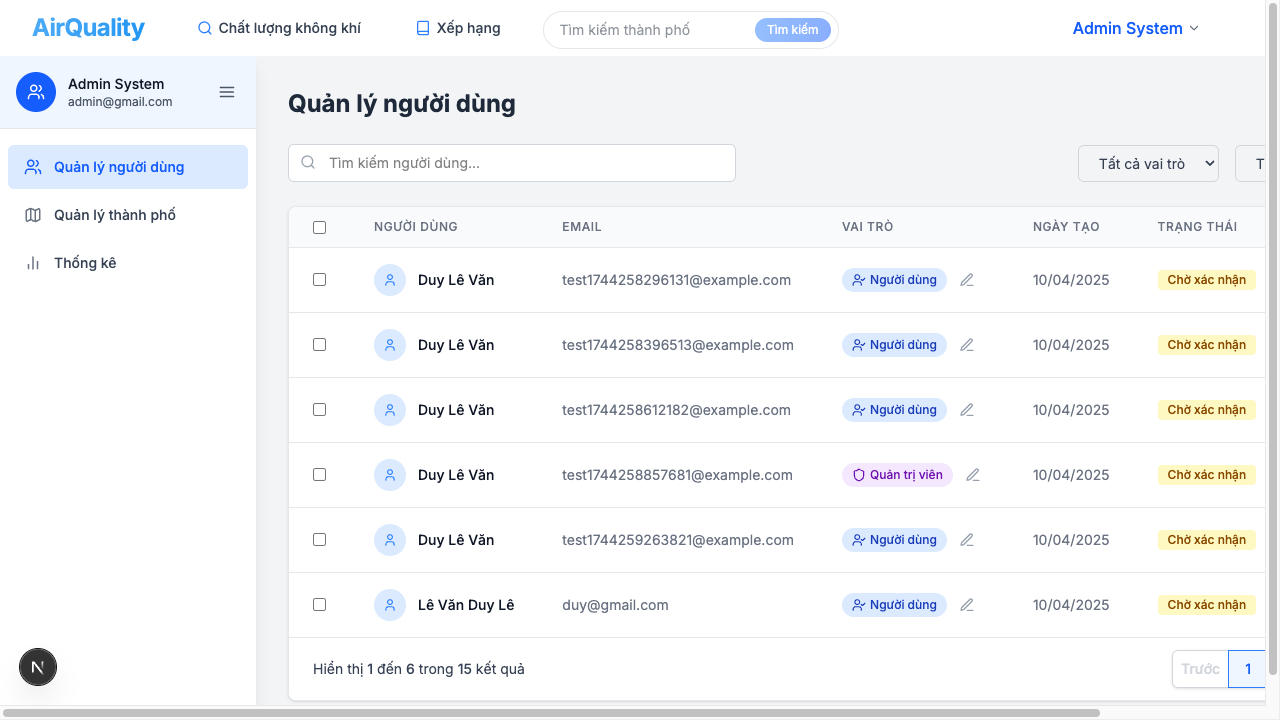 AirQuality
Chất lượng không khí
Xếp hạng
Tìm kiếm thành phố
Tìm kiếm
Admin System
Admin System
admin@gmail.com
Quản lý người dùng
Quản lý thành phố
Thống kê
Quản lý người dùng
Tìm kiếm người dùng...
Tất cả vai trò
T
NGƯỜI DÙNG EMAIL VAI TRÒ NGÀY TẠO TRẠNG THÁI
Duy Lê Văn test1744258296131@example.com Người dùng 10/04/2025 Chờ xác nhận
Duy Lê Văn test1744258396513@example.com Người dùng 10/04/2025 Chờ xác nhận
Duy Lê Văn test1744258612182@example.com Người dùng 10/04/2025 Chờ xác nhận
Duy Lê Văn test1744258857681@example.com Quản trị viên 10/04/2025 Chờ xác nhận
Duy Lê Văn test1744259263821@example.com Người dùng 10/04/2025 Chờ xác nhận
Lê Văn Duy Lê duy@gmail.com Người dùng 10/04/2025 Chờ xác nhận
Hiển thị 1 đến 6 trong 15 kết quả
Trước 1
N